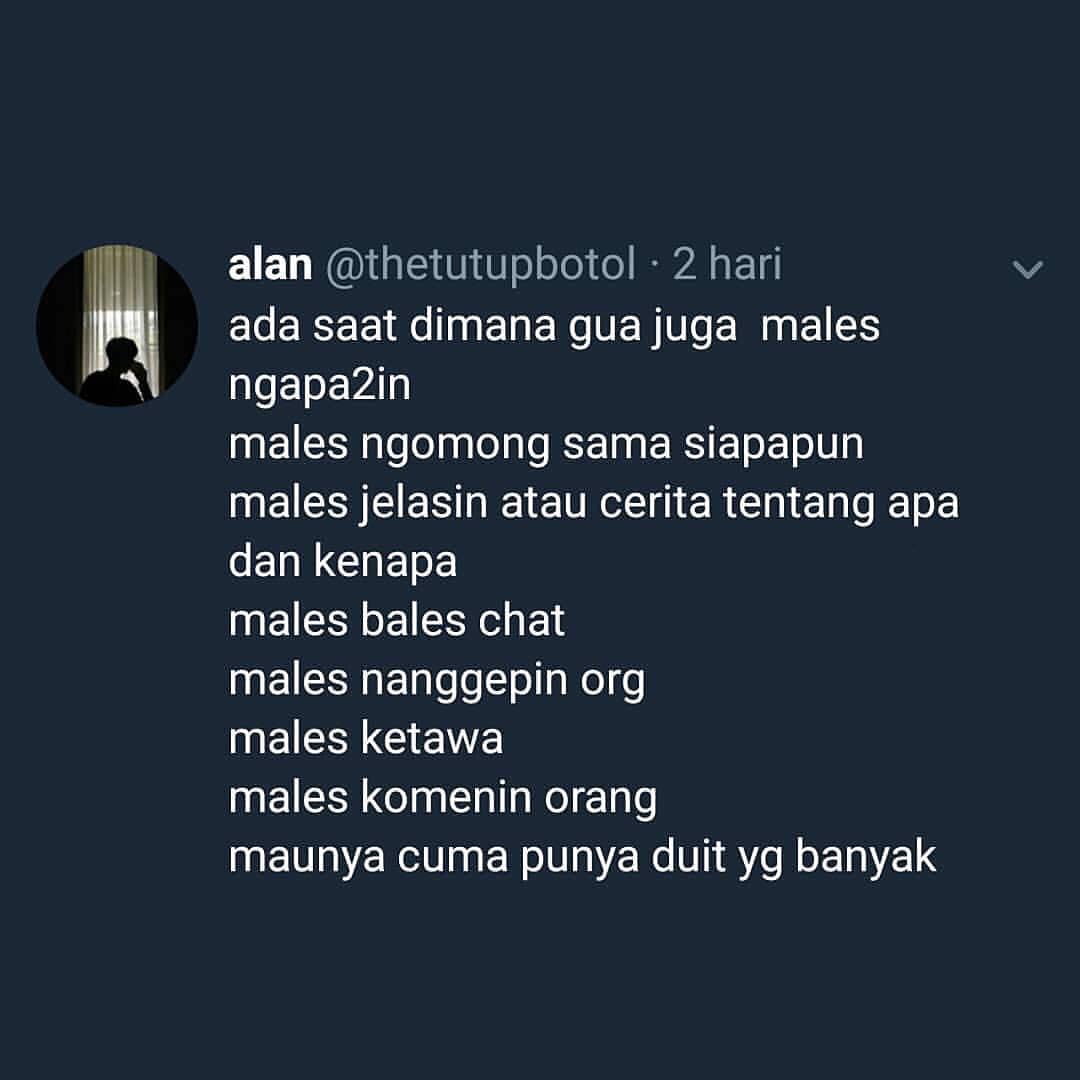 alan @thetutupbotol · 2 hari
ada saat dimana gua juga  males
ngapa2in
males ngomong sama siapapun
males jelasin atau cerita tentang apa
dan kenapa
males bales chat
males nanggepin org
males ketawa
males komenin orang
maunya cuma punya duit yg banyak